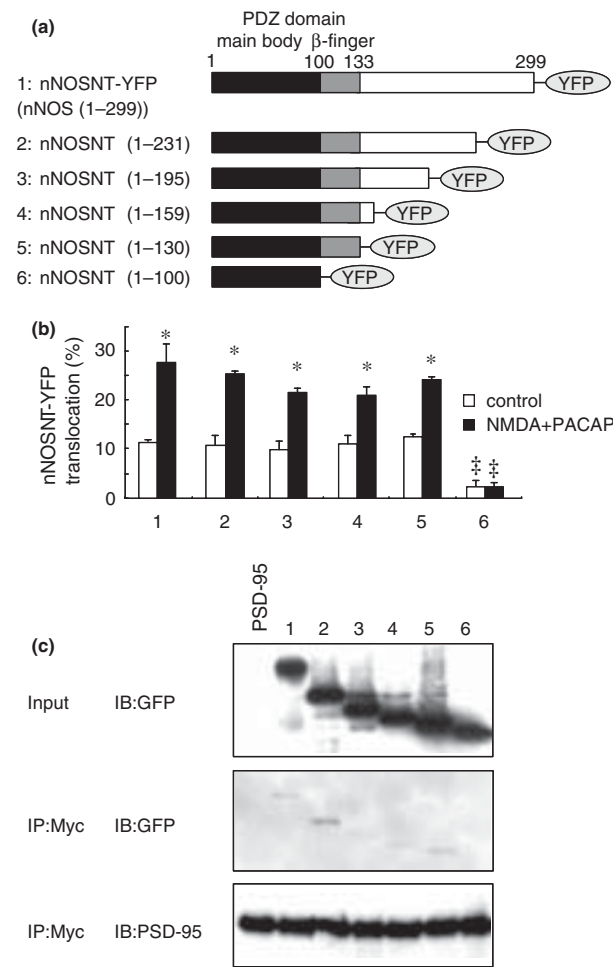 (a)
PDZ domain
main body β-finger
1 100 133 299
1: nNOSNT-YFP YFP
(nNOS (1–299))
2: nNOSNT (1–231) YFP
3: nNOSNT (1–195) YFP
4: nNOSNT (1–159) YFP
5: nNOSNT (1–130) YFP
6: nNOSNT (1–100) YFP
(b)
nNOSNT-YFP
translocation (%)
30
20
10
0
* * * * *
‡ ‡
control
NMDA+PACAP
1 2 3 4 5 6
(c)
PSD-95 1 2 3 4 5 6
Input IB:GFP
IP:Myc IB:GFP
IP:Myc IB:PSD-95